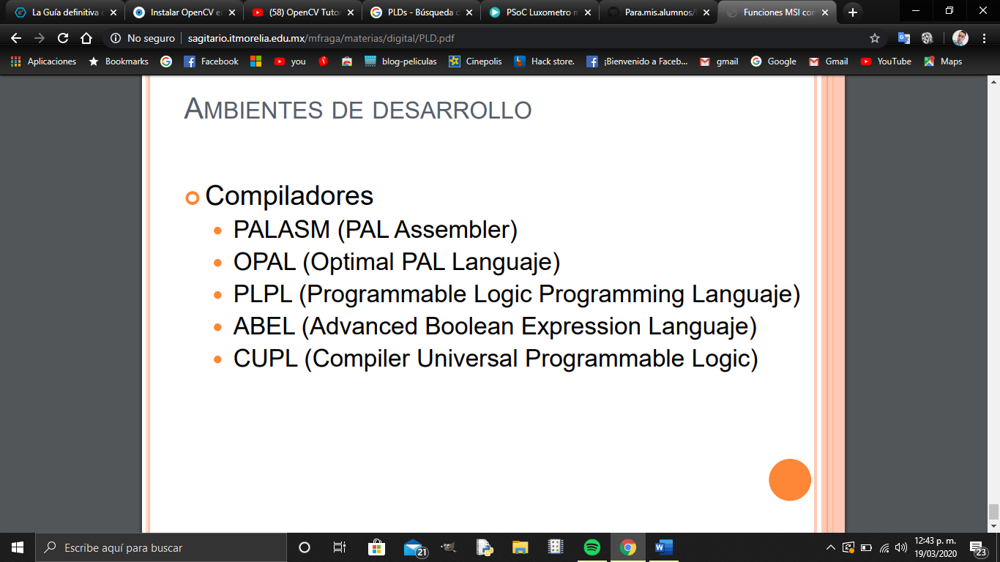 La Guía definitiva
Instalar OpenCV e
(58) OpenCV Tuto
PLDs - Búsqueda
PSoC Luxometro
Para.mis.alumnos/
Funciones MSI con
No seguro
sagitario.itmorelia.edu.mx/mfraga/materias/digital/PLD.pdf
Aplicaciones
Bookmarks
Facebook
you
blog-peliculas
Cinepolis
Hack store.
¡Bienvenido a Faceb...
gmail
Google
Gmail
YouTube
Maps
AMBIENTES DE DESARROLLO
Compiladores
PALASM (PAL Assembler)
OPAL (Optimal PAL Languaje)
PLPL (Programmable Logic Programming Languaje)
ABEL (Advanced Boolean Expression Languaje)
CUPL (Compiler Universal Programmable Logic)
Escribe aquí para buscar
21
12:43 p. m.
19/03/2020
23